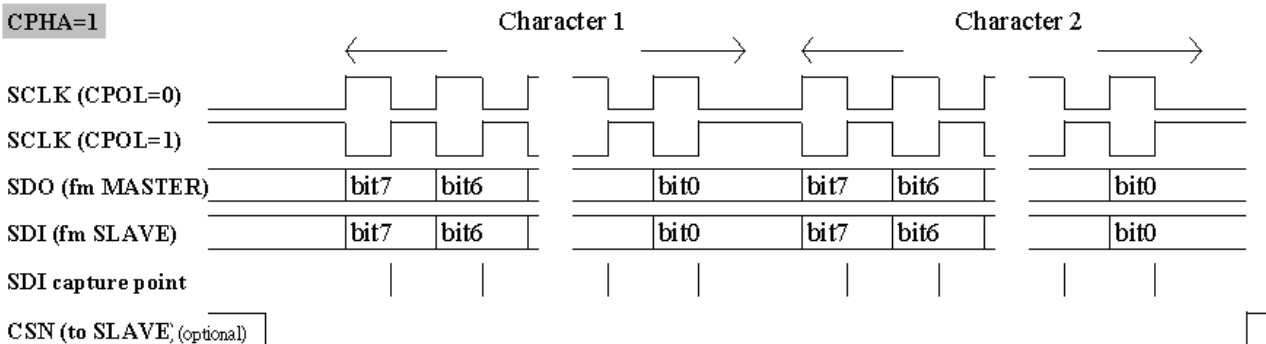 CPHA=1
Character 1
Character 2
SCLK (CPOL=0)
SCLK (CPOL=1)
SDO (fm MASTER) bit7 bit6 bit0 bit7 bit6 bit0
SDI (fm SLAVE) bit7 bit6 bit0 bit7 bit6 bit0
SDI capture point
CSN (to SLAVE) (optional)